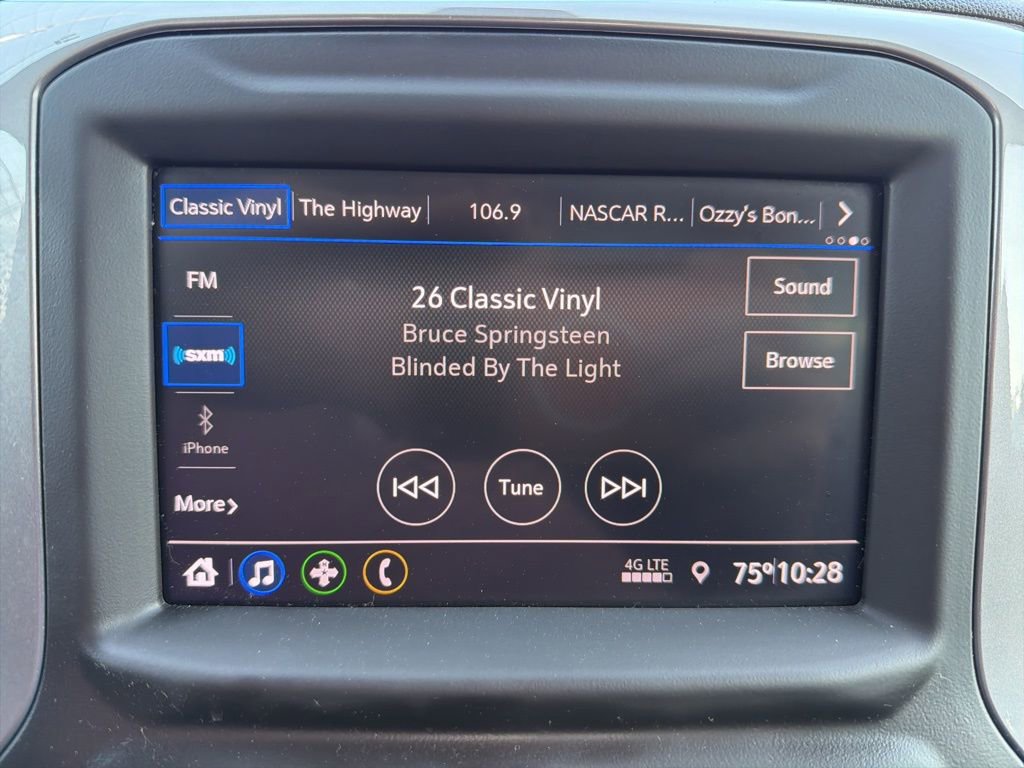 Classic Vinyl The Highway 106.9 NASCAR R... Ozzy's Bon...
FM
26 Classic Vinyl
Sound
Bruce Springsteen
sxm
Blinded By The Light
Browse
iPhone
More
Tune
4G LTE
75° 10:28